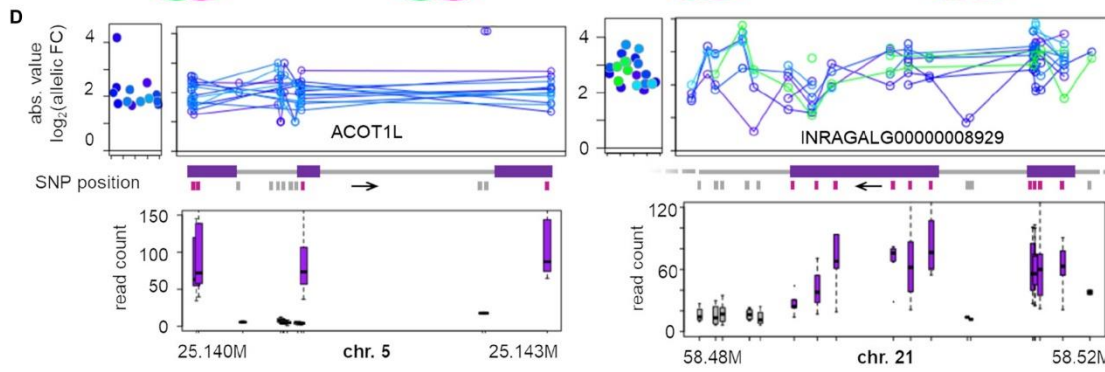 D
abs. value
log2(allelic FC)
4
2
0
ACOT1L
4
2
0
INRAGALG00000008929
SNP position
read count
150
100
50
0
25.140M
chr. 5
25.143M
read count
120
60
0
58.48M
chr. 21
58.52M